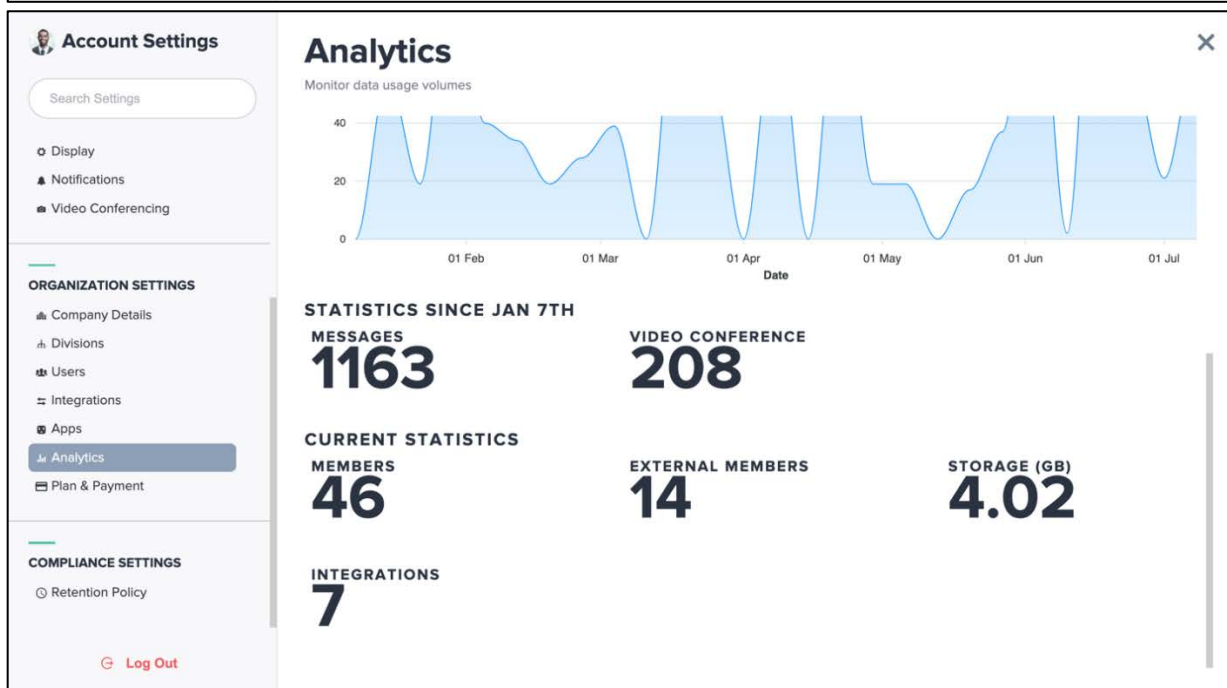 Account Settings
Search Settings
Display
Notifications
Video Conferencing
ORGANIZATION SETTINGS
Company Details
Divisions
Users
Integrations
Apps
Analytics
Plan & Payment
COMPLIANCE SETTINGS
Retention Policy
Log Out
Analytics
Monitor data usage volumes
40
20
0
01 Feb
01 Mar
01 Apr
01 May
01 Jun
01 Jul
Date
STATISTICS SINCE JAN 7TH
MESSAGES
1163
VIDEO CONFERENCE
208
CURRENT STATISTICS
MEMBERS
46
EXTERNAL MEMBERS
14
STORAGE (GB)
4.02
INTEGRATIONS
7